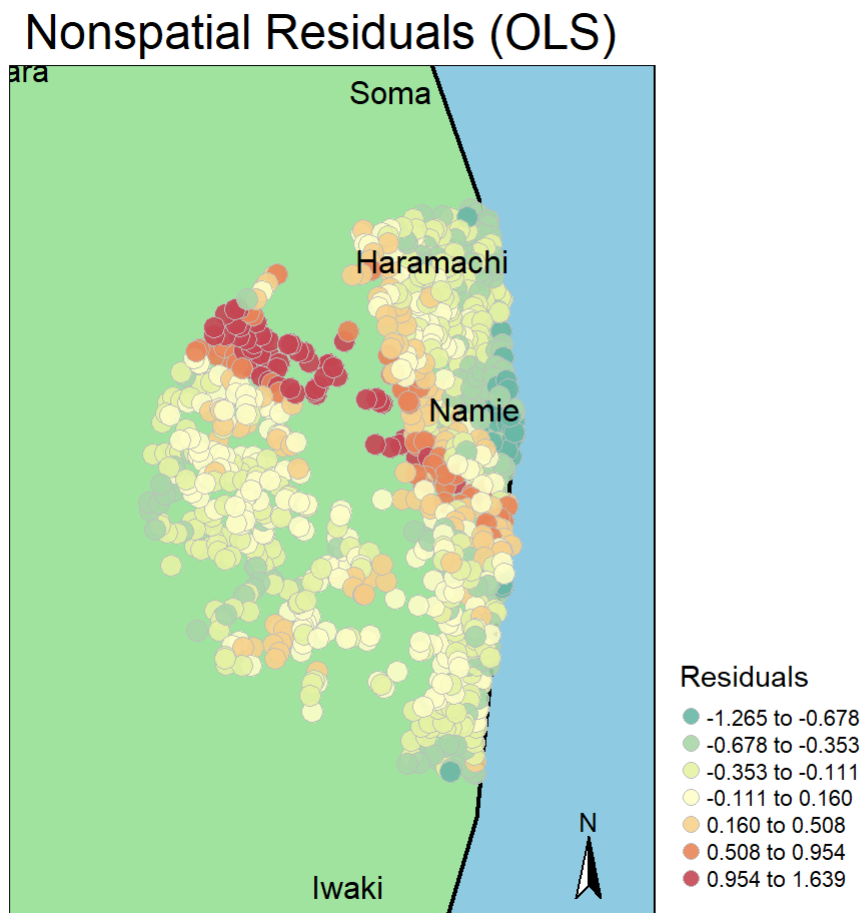 Nonspatial Residuals (OLS)
ara
Soma
Haramachi
Namie
Iwaki
N
Residuals
-1.265 to -0.678
-0.678 to -0.353
-0.353 to -0.111
-0.111 to 0.160
0.160 to 0.508
0.508 to 0.954
0.954 to 1.639